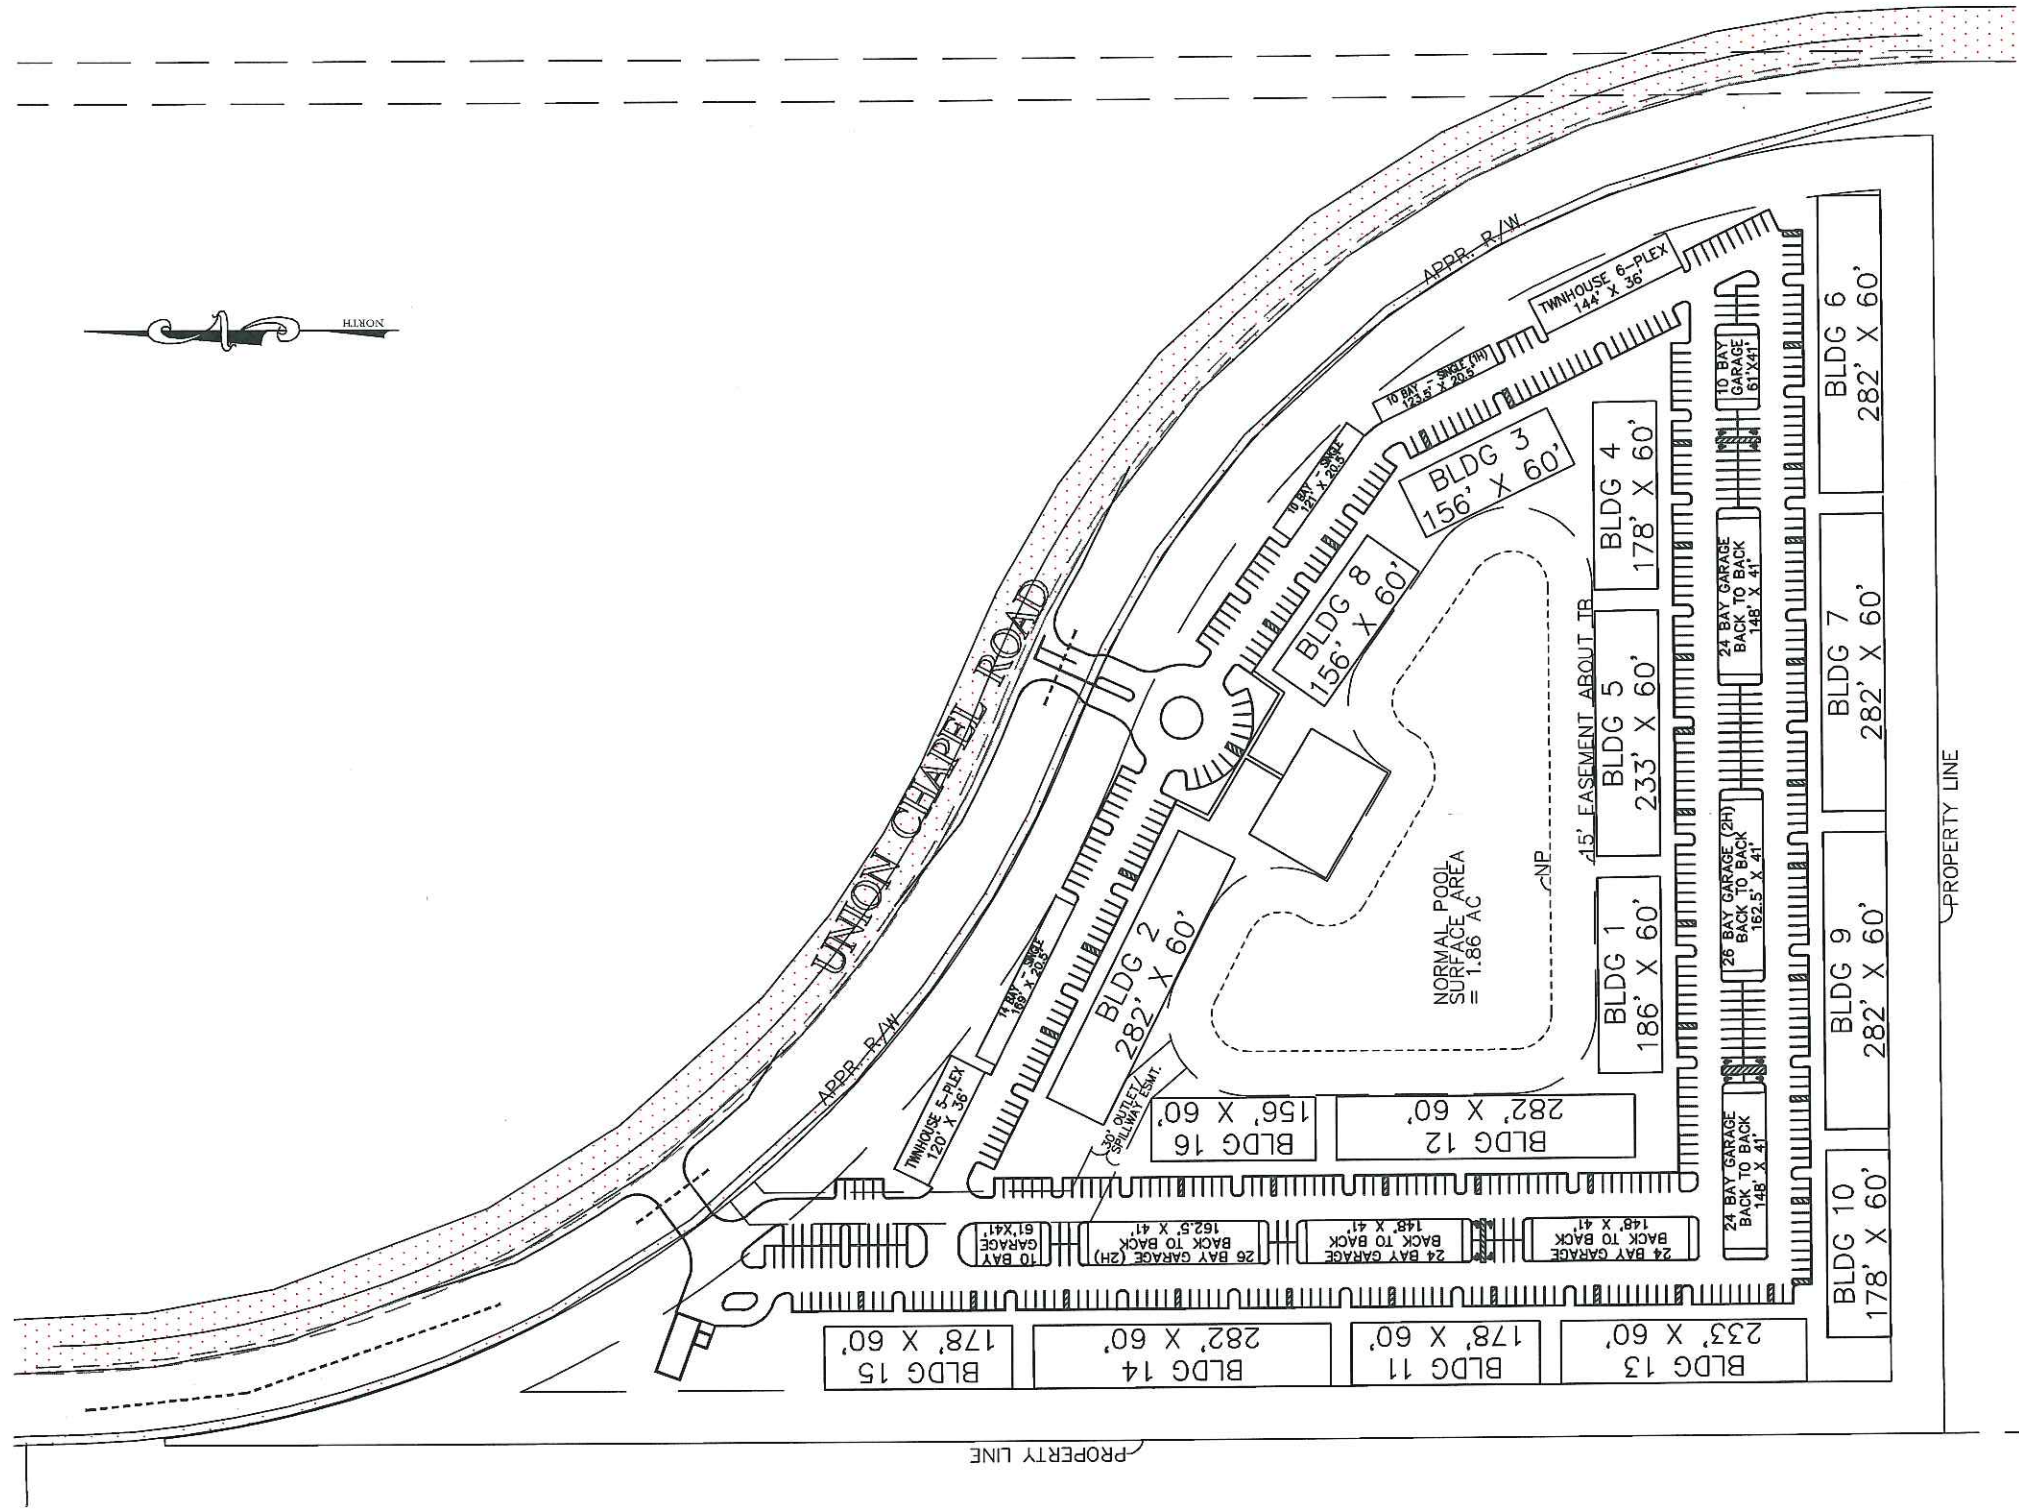 NORTH
UNION CHAPEL ROAD
APPR. R/W
APPR. R/W
TWNHOUSE 6-PLEX
144' X 36'
10 BAY - SINGLE (1H)
123.5' X 20.5'
10 BAY - SINGLE
121' X 20.5'
BLDG 3
156' X 60'
BLDG 8
156' X 60'
BLDG 4
178' X 60'
10 BAY
GARAGE
61'X41'
BLDG 6
282' X 60'
24 BAY GARAGE
BACK TO BACK
148' X 41'
BLDG 7
282' X 60'
15' EASEMENT ABOUT TB
BLDG 5
233' X 60'
26 BAY GARAGE (2H)
BACK TO BACK
162.5' X 41'
NORMAL POOL
SURFACE AREA
= 1.86 AC
NP
BLDG 1
186' X 60'
BLDG 9
282' X 60'
PROPERTY LINE
14 BAY - SINGLE
169' X 20.5'
BLDG 2
282' X 60'
TWNHOUSE 5-PLEX
120' X 36'
30' OUTLET/
SPILLWAY ESMT.
BLDG 16
156' X 60'
BLDG 12
282' X 60'
24 BAY GARAGE
BACK TO BACK
148' X 41'
BLDG 10
178' X 60'
10 BAY
GARAGE
61'X41'
26 BAY GARAGE (2H)
BACK TO BACK
162.5' X 41'
24 BAY GARAGE
BACK TO BACK
148' X 41'
24 BAY GARAGE
BACK TO BACK
148' X 41'
BLDG 15
178' X 60'
BLDG 14
282' X 60'
BLDG 11
178' X 60'
BLDG 13
233' X 60'
PROPERTY LINE